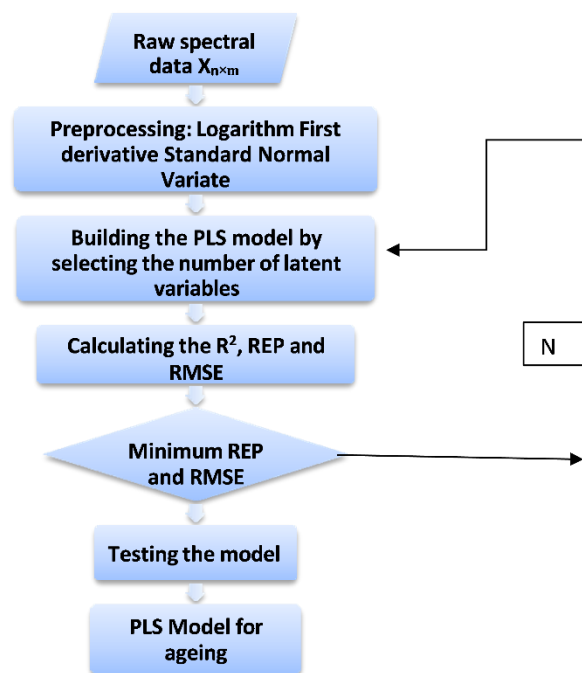 Raw spectral
data Xₙₓₘ
Preprocessing: Logarithm First
derivative Standard Normal
Variate
Building the PLS model by
selecting the number of latent
variables
Calculating the R², REP and
RMSE
N
Minimum REP
and RMSE
Testing the model
PLS Model for
ageing